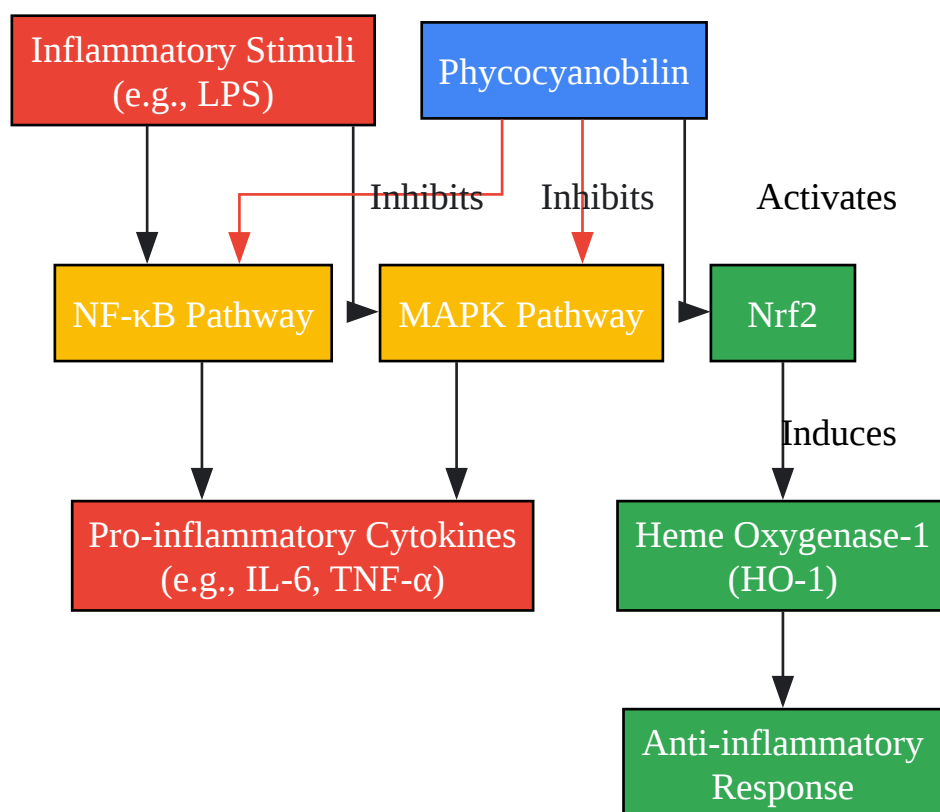 Inflammatory Stimuli
(e.g., LPS)
Phycocyanobilin
Inhibits
Inhibits
Activates
NF-κB Pathway
MAPK Pathway
Nrf2
Induces
Pro-inflammatory Cytokines
(e.g., IL-6, TNF-α)
Heme Oxygenase-1
(HO-1)
Anti-inflammatory
Response